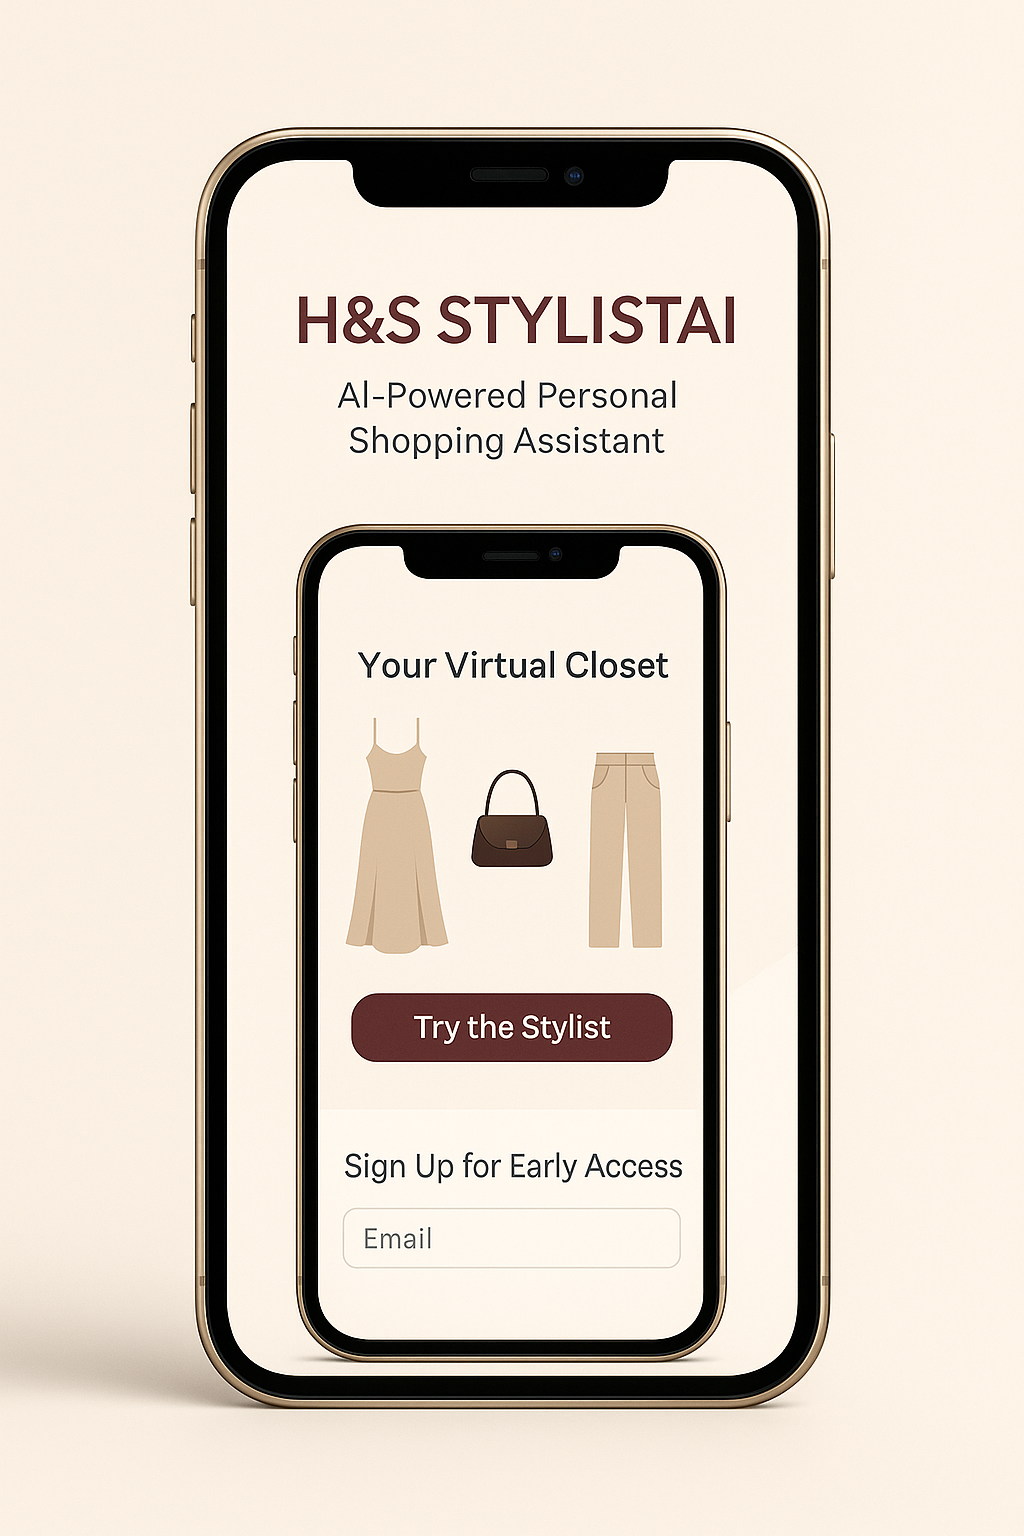 H&S STYLISTAI
AI-Powered Personal
Shopping Assistant
Your Virtual Closet
Try the Stylist
Sign Up for Early Access
Email